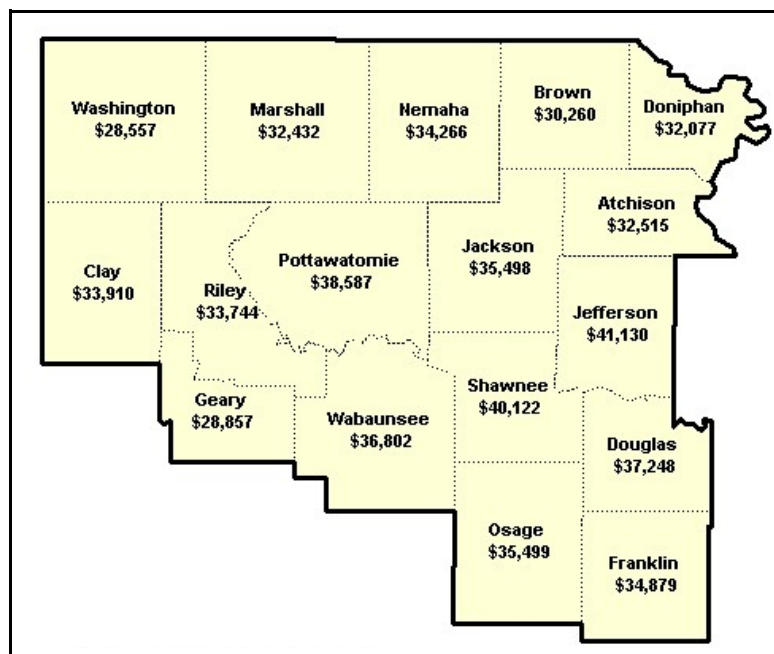 Washington
$28,557
Marshall
$32,432
Nemaha
$34,266
Brown
$30,260
Doniphan
$32,077
Atchison
$32,515
Clay
$33,910
Riley
$33,744
Pottawatomie
$38,587
Jackson
$35,498
Jefferson
$41,130
Geary
$28,857
Wabaunsee
$36,802
Shawnee
$40,122
Douglas
$37,248
Osage
$35,499
Franklin
$34,879